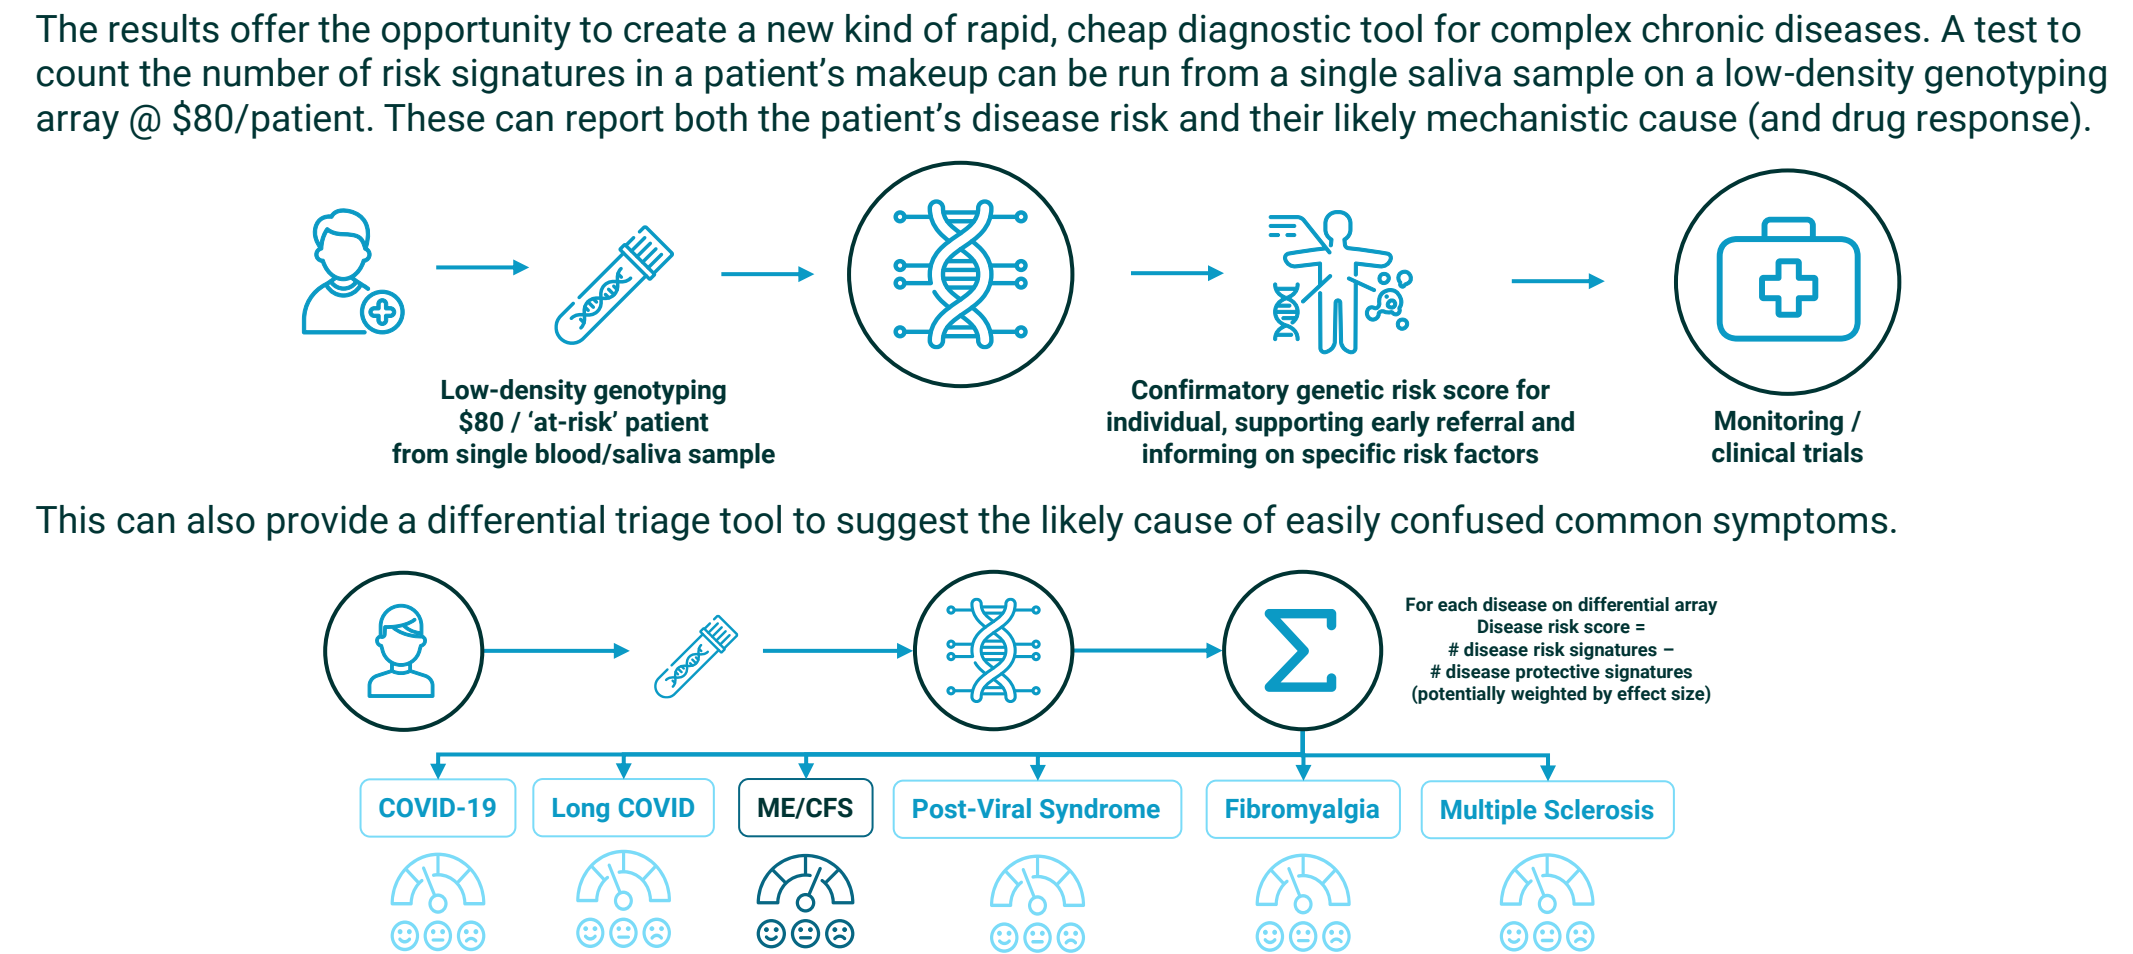 The results offer the opportunity to create a new kind of rapid, cheap diagnostic tool for complex chronic diseases. A test to
count the number of risk signatures in a patient’s makeup can be run from a single saliva sample on a low-density genotyping
array @ $80/patient. These can report both the patient’s disease risk and their likely mechanistic cause (and drug response).
Low-density genotyping
$80 / ‘at-risk’ patient
from single blood/saliva sample
Confirmatory genetic risk score for
individual, supporting early referral and
informing on specific risk factors
Monitoring /
clinical trials
This can also provide a differential triage tool to suggest the likely cause of easily confused common symptoms.
For each disease on differential array
Disease risk score =
# disease risk signatures –
# disease protective signatures
(potentially weighted by effect size)
COVID-19
Long COVID
ME/CFS
Post-Viral Syndrome
Fibromyalgia
Multiple Sclerosis